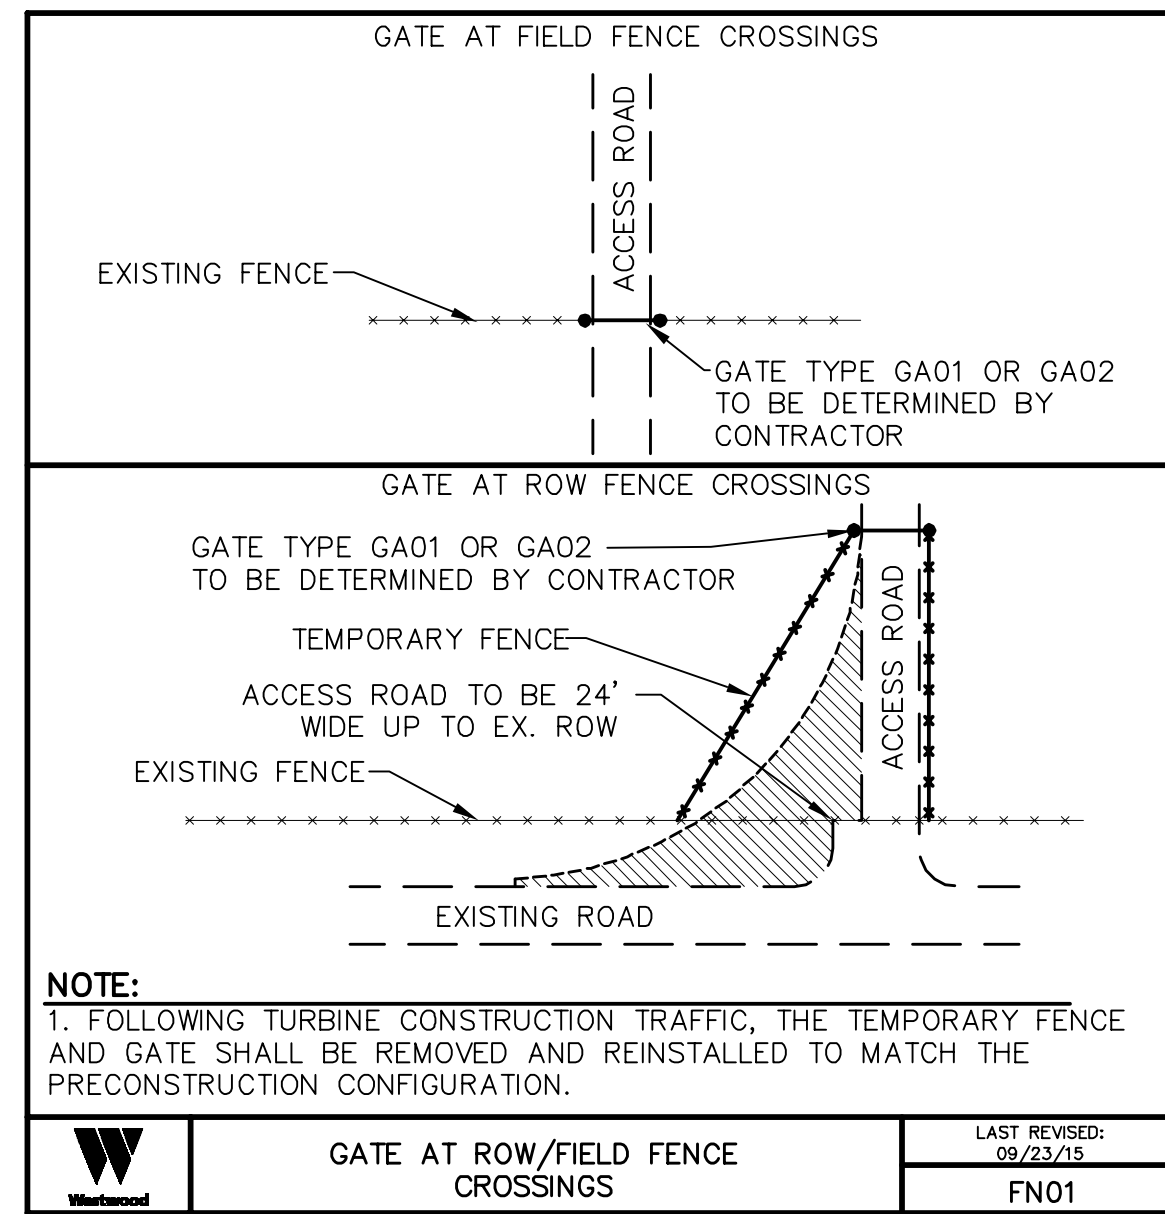 GATE AT FIELD FENCE CROSSINGS
ACCESS ROAD
EXISTING FENCE
GATE TYPE GA01 OR GA02
TO BE DETERMINED BY
CONTRACTOR
GATE AT ROW FENCE CROSSINGS
GATE TYPE GA01 OR GA02
TO BE DETERMINED BY CONTRACTOR
TEMPORARY FENCE
ACCESS ROAD
ACCESS ROAD TO BE 24'
WIDE UP TO EX. ROW
EXISTING FENCE
EXISTING ROAD
NOTE:
1. FOLLOWING TURBINE CONSTRUCTION TRAFFIC, THE TEMPORARY FENCE
AND GATE SHALL BE REMOVED AND REINSTALLED TO MATCH THE
PRECONSTRUCTION CONFIGURATION.
Westwood
GATE AT ROW/FIELD FENCE
CROSSINGS
LAST REVISED:
09/23/15
FN01